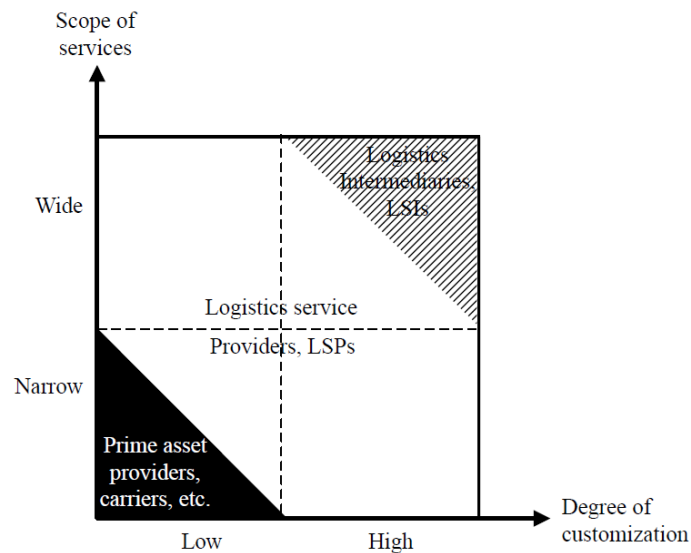 Scope of
services
Logistics
Intermediaries,
LSIs
Wide
Logistics service
Providers, LSPs
Narrow
Prime asset
providers,
carriers, etc.
Degree of
customization
Low
High